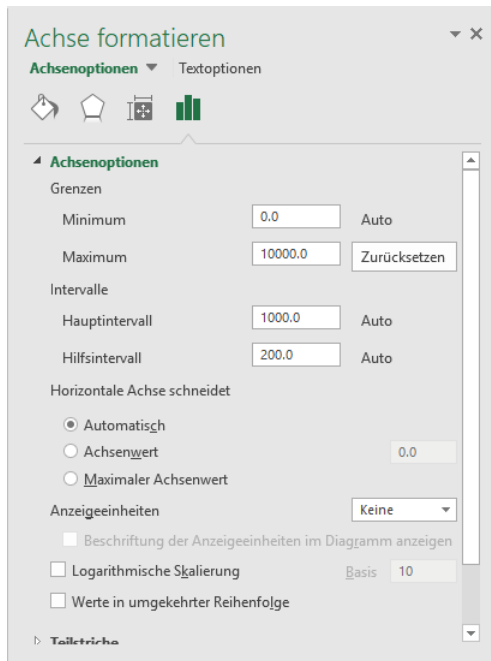 Achse formatieren
Achsenoptionen Textoptionen
Achsenoptionen
Grenzen
Minimum 0.0 Auto
Maximum 10000.0 Zurücksetzen
Intervalle
Hauptintervall 1000.0 Auto
Hilfsintervall 200.0 Auto
Horizontale Achse schneidet
Automatisch
Achsenwert 0.0
Maximaler Achsenwert
Anzeigeeinheiten Keine
Beschriftung der Anzeigeeinheiten im Diagramm anzeigen
Logarithmische Skalierung Basis 10
Werte in umgekehrter Reihenfolge
Teilstriche